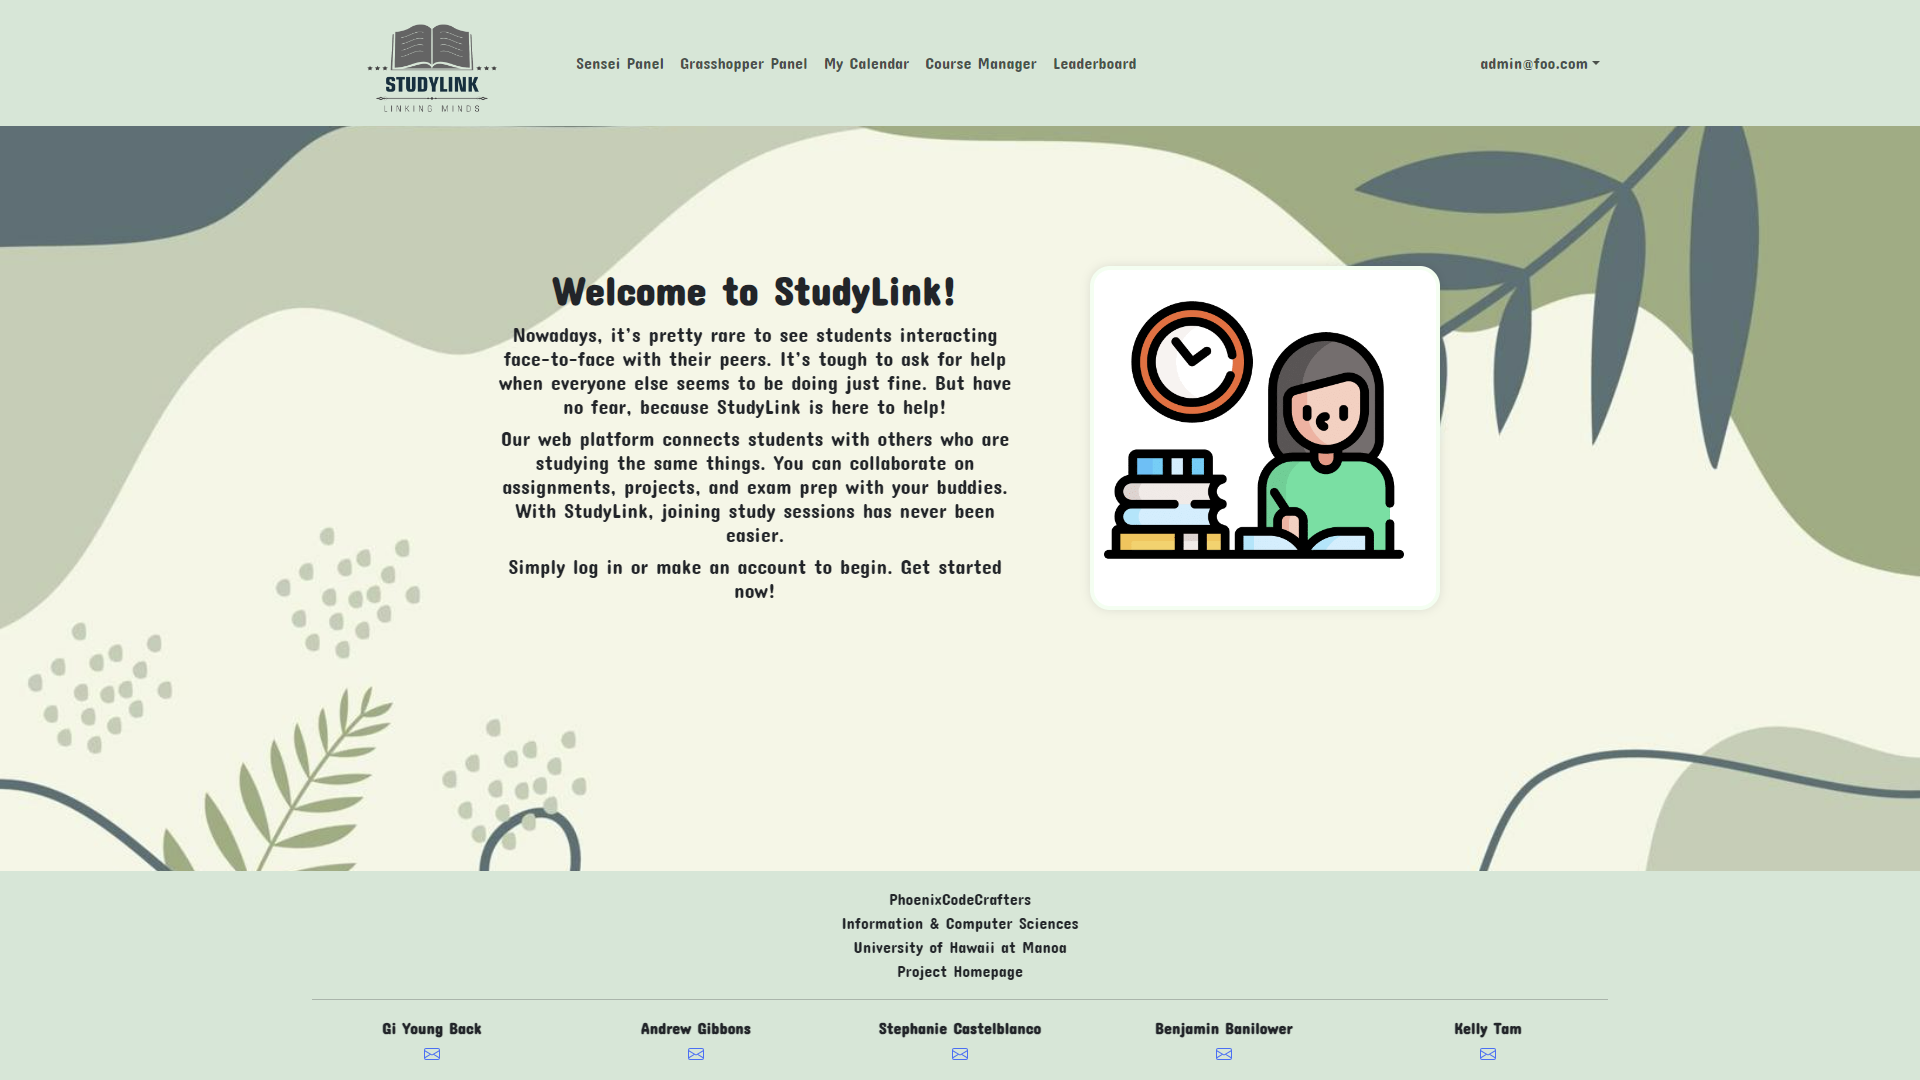 STUDYLINK
LINKING MINDS
Sensei Panel Grasshopper Panel My Calendar Course Manager Leaderboard admin@foo.com
Welcome to StudyLink!
Nowadays, it's pretty rare to see students interacting
face-to-face with their peers. It's tough to ask for help
when everyone else seems to be doing just fine. But have
no fear, because StudyLink is here to help!
Our web platform connects students with others who are
studying the same things. You can collaborate on
assignments, projects, and exam prep with your buddies.
With StudyLink, joining study sessions has never been
easier.
Simply log in or make an account to begin. Get started
now!
PhoenixCodeCrafters
Information & Computer Sciences
University of Hawaii at Manoa
Project Homepage
Gi Young Back Andrew Gibbons Stephanie Castelblanco Benjamin Banilower Kelly Tam